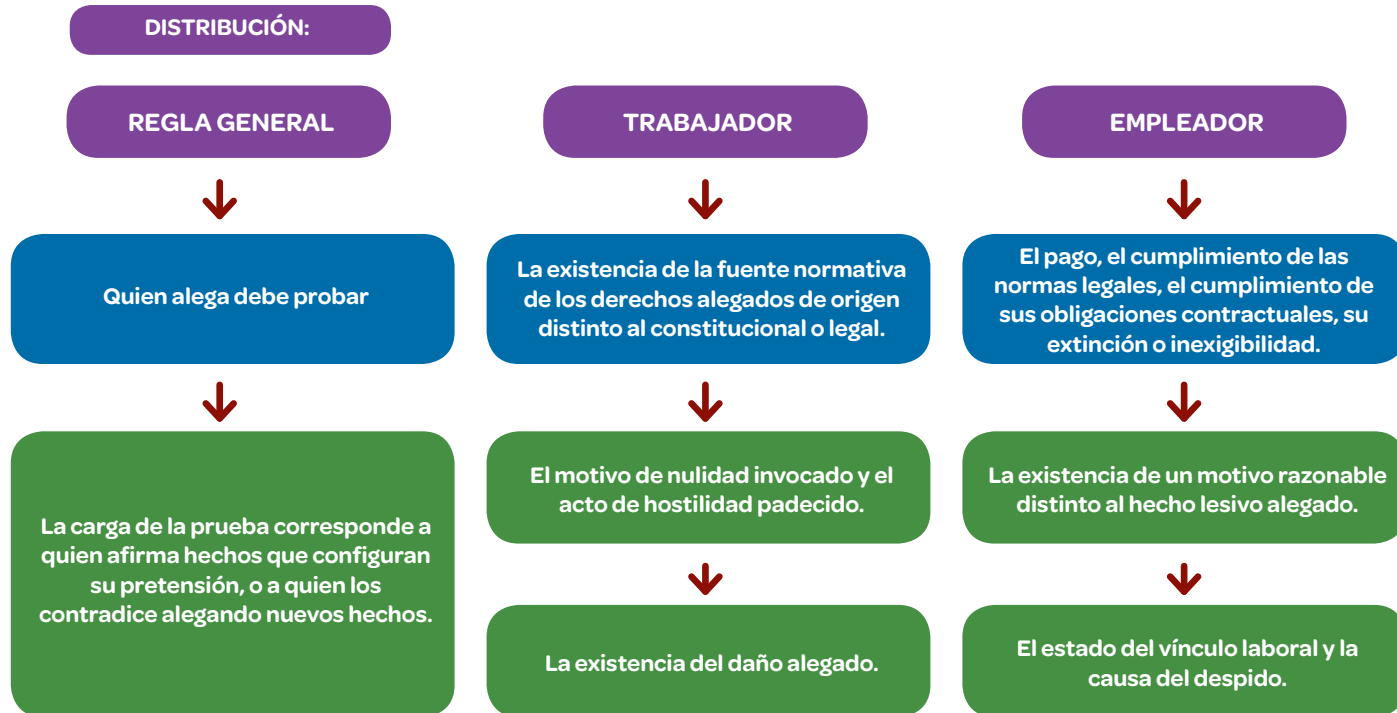 DISTRIBUCIÓN:
REGLA GENERAL
Quien alega debe probar
La carga de la prueba corresponde a
quien afirma hechos que configuran
su pretensión, o a quien los
contradice alegando nuevos hechos.
TRABAJADOR
La existencia de la fuente normativa
de los derechos alegados de origen
distinto al constitucional o legal.
El motivo de nulidad invocado y el
acto de hostilidad padecido.
La existencia del daño alegado.
EMPLEADOR
El pago, el cumplimiento de las
normas legales, el cumplimiento de
sus obligaciones contractuales, su
extinción o inexigibilidad.
La existencia de un motivo razonable
distinto al hecho lesivo alegado.
El estado del vínculo laboral y la
causa del despido.